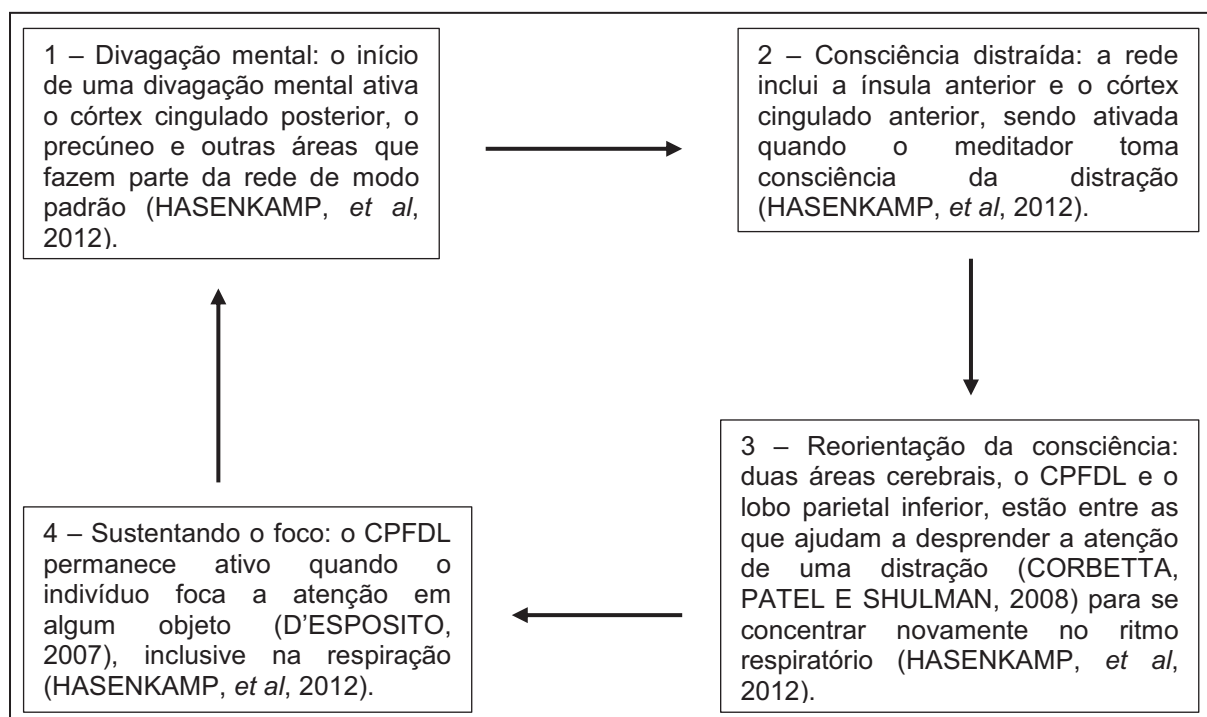 1 – Divagação mental: o início
de uma divagação mental ativa
o córtex cingulado posterior, o
precúneo e outras áreas que
fazem parte da rede de modo
padrão (HASENKAMP, et al,
2012).
2 – Consciência distraída: a rede
inclui a ínsula anterior e o córtex
cingulado anterior, sendo ativada
quando o meditador toma
consciência da distração
(HASENKAMP, et al, 2012).
3 – Reorientação da consciência:
duas áreas cerebrais, o CPFDL e o
lobo parietal inferior, estão entre as
que ajudam a desprender a atenção
de uma distração (CORBETTA,
PATEL E SHULMAN, 2008) para se
concentrar novamente no ritmo
respiratório (HASENKAMP, et al,
2012).
4 – Sustentando o foco: o CPFDL
permanece ativo quando o
indivíduo foca a atenção em
algum objeto (D'ESPOSITO,
2007), inclusive na respiração
(HASENKAMP, et al, 2012).